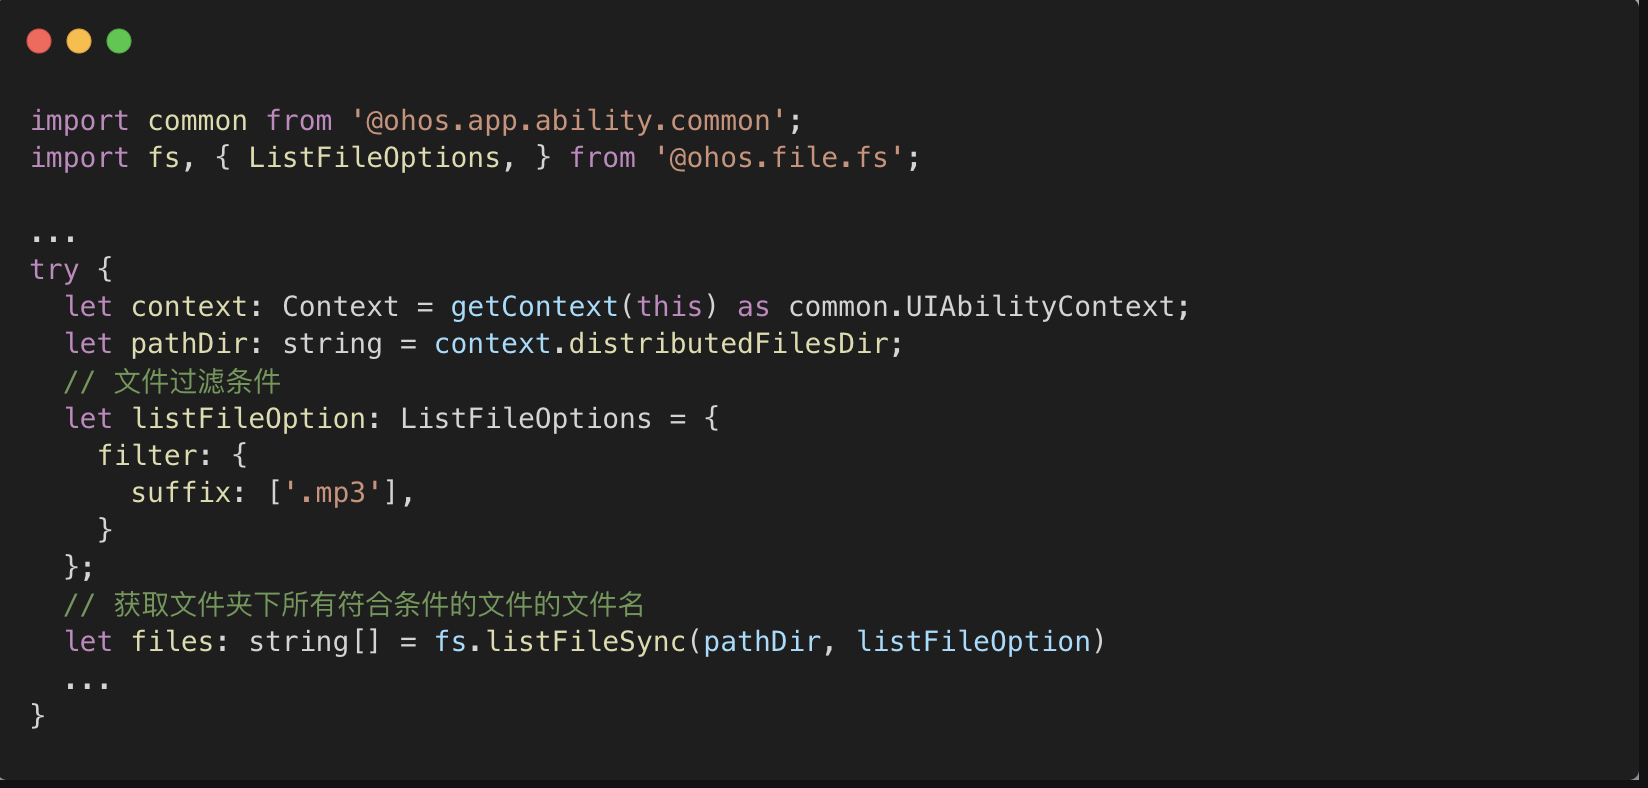 import common from '@ohos.app.ability.common';
import fs, { ListFileOptions, } from '@ohos.file.fs';
...
try {
let context: Context = getContext(this) as common.UIAbilityContext;
let pathDir: string = context.distributedFilesDir;
// 文件过滤条件
let listFileOption: ListFileOptions = {
filter: {
suffix: ['.mp3'],
}
};
// 获取文件夹下所有符合条件的文件的文件名
let files: string[] = fs.listFileSync(pathDir, listFileOption)
...
}